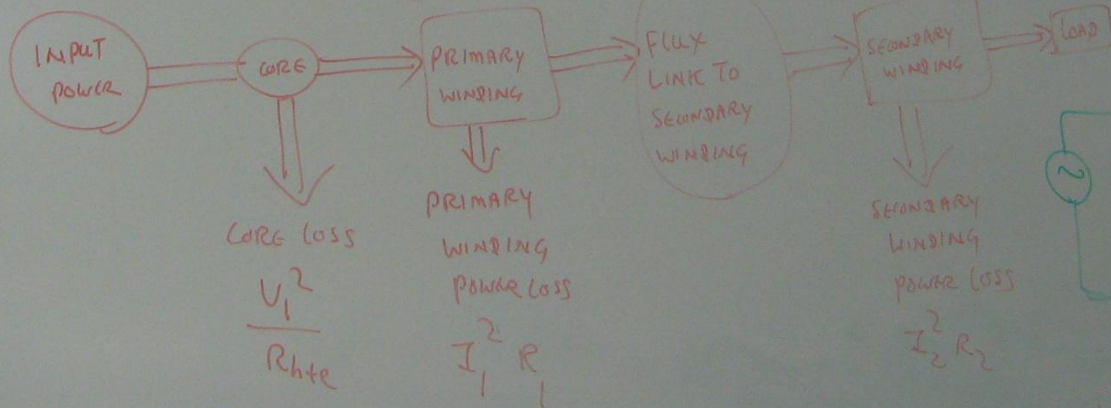 INPUT
POWER
CORE
PRIMARY
WINDING
FLUX
LINK TO
SECONDARY
WINDING
SECONDARY
WINDING
LOAD
CORE LOSS
V₁²
Rh+e
PRIMARY
WINDING
POWER LOSS
I₁² R₁
SECONDARY
WINDING
POWER LOSS
I₂² R₂